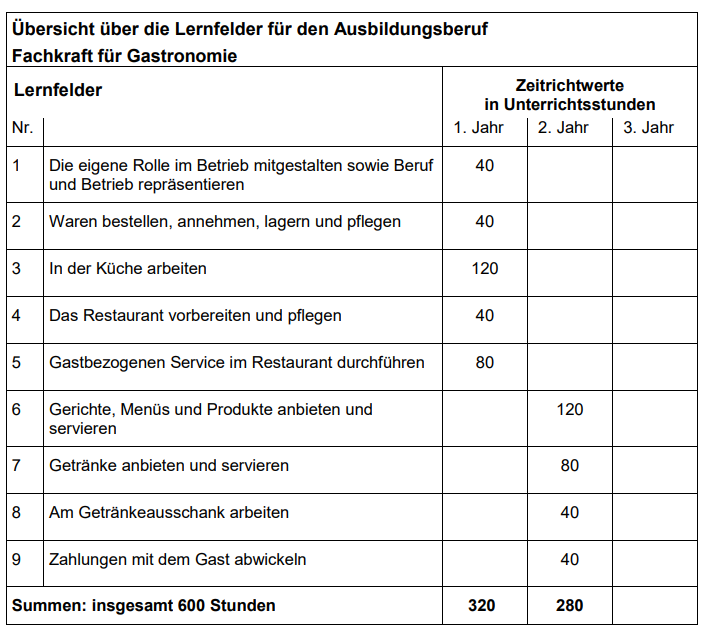 Übersicht über die Lernfelder für den Ausbildungsberuf
Fachkraft für Gastronomie
Lernfelder
Zeitrichtwerte
in Unterrichtsstunden
Nr. 1. Jahr 2. Jahr 3. Jahr
1 Die eigene Rolle im Betrieb mitgestalten sowie Beruf 40
und Betrieb repräsentieren
2 Waren bestellen, annehmen, lagern und pflegen 40
3 In der Küche arbeiten 120
4 Das Restaurant vorbereiten und pflegen 40
5 Gastbezogenen Service im Restaurant durchführen 80
6 Gerichte, Menüs und Produkte anbieten und 120
servieren
7 Getränke anbieten und servieren 80
8 Am Getränkeausschank arbeiten 40
9 Zahlungen mit dem Gast abwickeln 40
Summen: insgesamt 600 Stunden 320 280